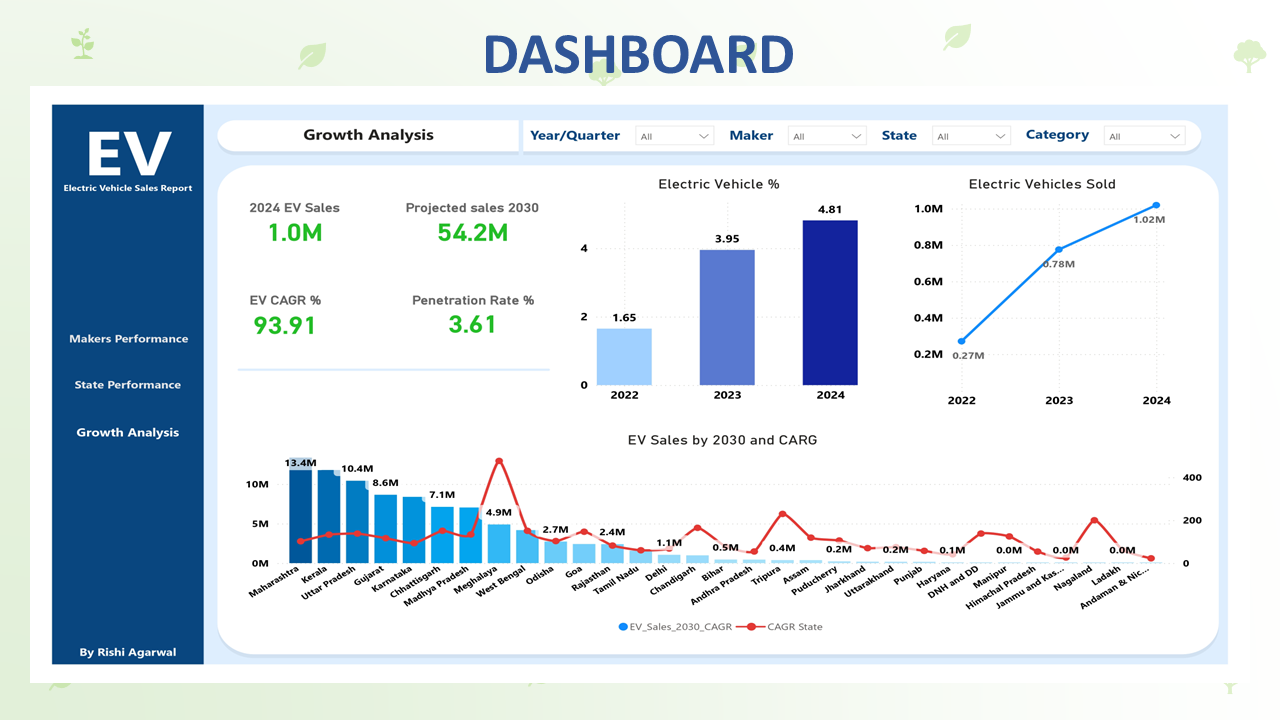 DASHBOARD
EV
Electric Vehicle Sales Report
Makers Performance
State Performance
Growth Analysis
By Rishi Agarwal
Growth Analysis
Year/Quarter All Maker All State All Category All
2024 EV Sales
1.0M
Projected sales 2030
54.2M
EV CAGR %
93.91
Penetration Rate %
3.61
Electric Vehicle %
4
2
0
1.65
3.95
4.81
2022 2023 2024
Electric Vehicles Sold
1.0M
0.8M
0.6M
0.4M
0.2M
0.27M
0.78M
1.02M
2022 2023 2024
EV Sales by 2030 and CARG
10M
5M
0M
13.4M 10.4M 8.6M 7.1M 4.9M 2.7M 2.4M 1.1M 0.5M 0.4M 0.2M 0.2M 0.1M 0.0M 0.0M 0.0M
400
200
0
Maharashtra
Kerala
Uttar Pradesh
Gujarat
Karnataka
Chhattisgarh
Madhya Pradesh
Meghalaya
West Bengal
Odisha
Goa
Rajasthan
Tamil Nadu
Delhi
Chandigarh
Bihar
Andhra Pradesh
Tripura
Assam
Puducherry
Jharkhand
Uttarakhand
Punjab
Haryana
DNH and DD
Manipur
Himachal Pradesh
Jammu and Kas...
Nagaland
Ladakh
Andaman & Nic...
EV_Sales_2030_CAGR CAGR State